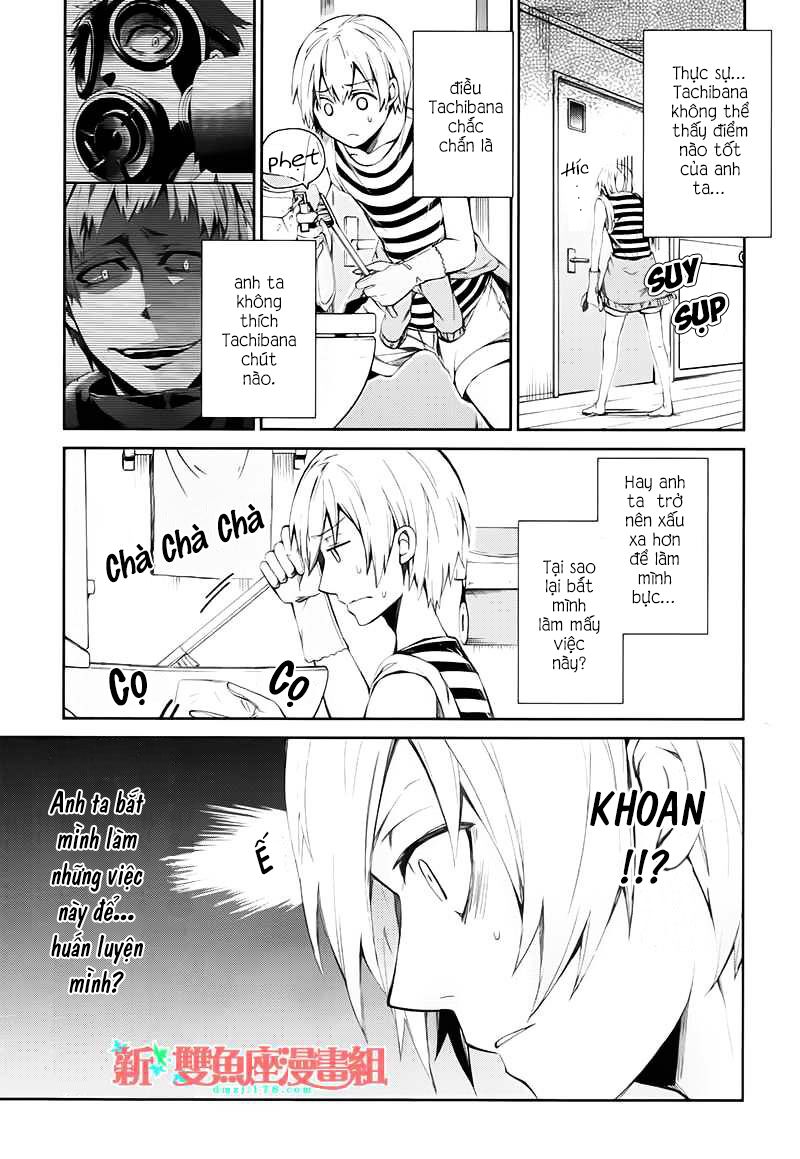 Thực sự...
Tachibana
không thể
thấy điểm
nào tốt
của anh
ta...
Híc
SUY
SỤP
điều
Tachibana
chắc
chắn là
phẹt
anh ta
không
thích
Tachibana
chút
nào.
Hay anh
ta trở
nên xấu
xa hơn
để làm
mình
bực...
Tại sao
lại bắt
mình
làm mấy
việc
này?
Chà Chà Chà
Cọ
Cọ
KHOAN
!!?
Ế
Anh ta bắt
mình làm
những việc
này để...
huấn luyện
mình?
新 雙魚座漫畫組
dmzj.178.com